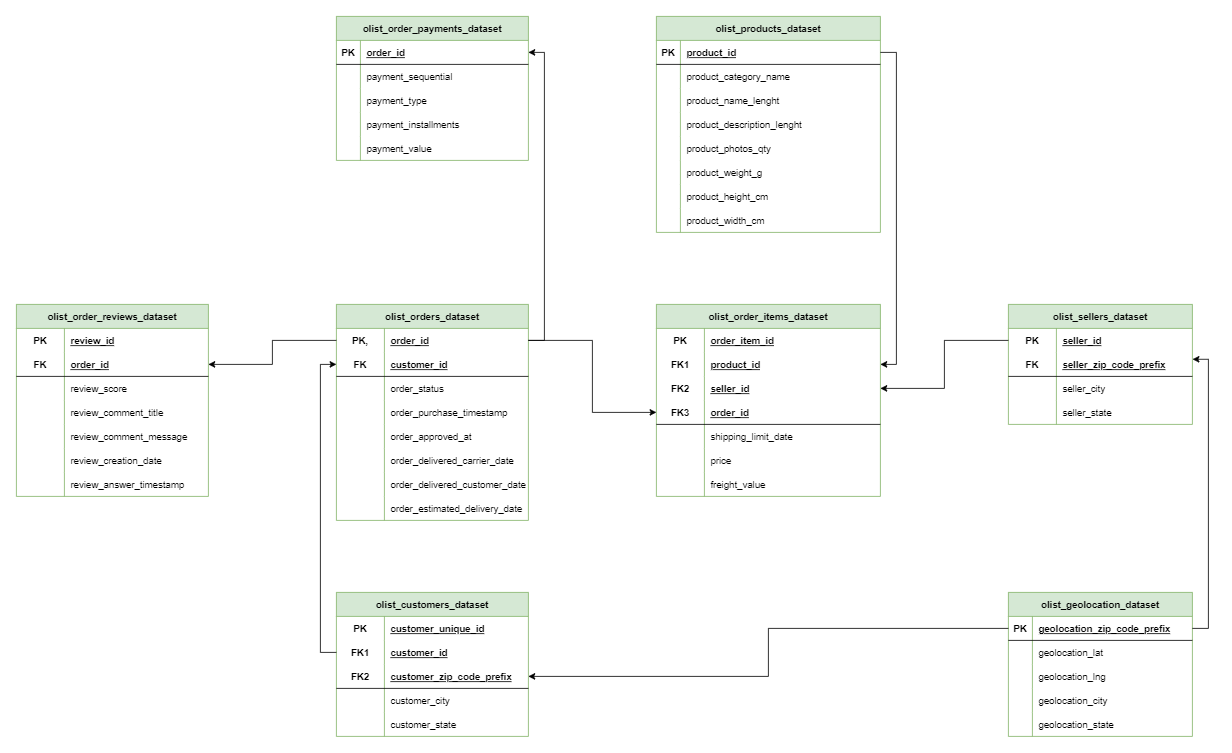 olist_order_payments_dataset
PK order_id
payment_sequential
payment_type
payment_installments
payment_value
olist_products_dataset
PK product_id
product_category_name
product_name_lenght
product_description_lenght
product_photos_qty
product_weight_g
product_height_cm
product_width_cm
olist_order_reviews_dataset
PK review_id
FK order_id
review_score
review_comment_title
review_comment_message
review_creation_date
review_answer_timestamp
olist_orders_dataset
PK, order_id
FK customer_id
order_status
order_purchase_timestamp
order_approved_at
order_delivered_carrier_date
order_delivered_customer_date
order_estimated_delivery_date
olist_order_items_dataset
PK order_item_id
FK1 product_id
FK2 seller_id
FK3 order_id
shipping_limit_date
price
freight_value
olist_sellers_dataset
PK seller_id
FK seller_zip_code_prefix
seller_city
seller_state
olist_customers_dataset
PK customer_unique_id
FK1 customer_id
FK2 customer_zip_code_prefix
customer_city
customer_state
olist_geolocation_dataset
PK geolocation_zip_code_prefix
geolocation_lat
geolocation_lng
geolocation_city
geolocation_state